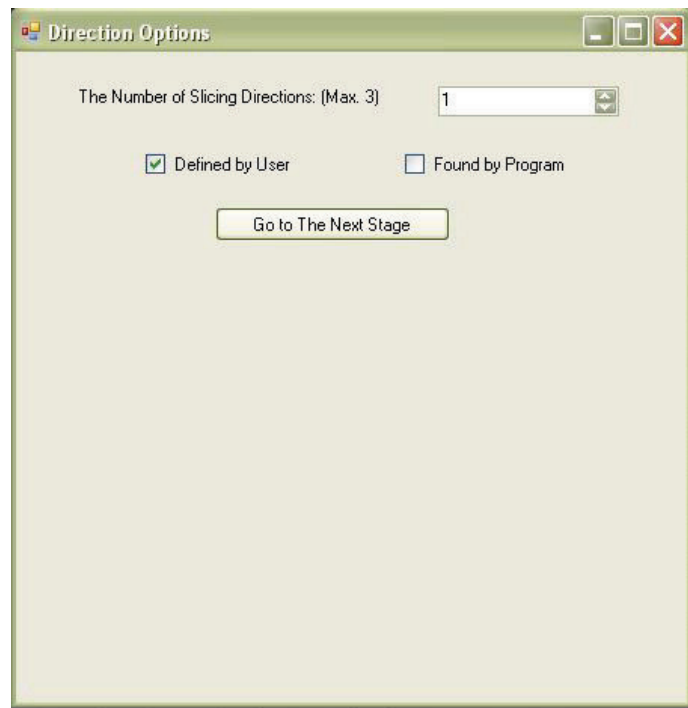 Direction Options
The Number of Slicing Directions: (Max. 3) 1
Defined by User Found by Program
Go to The Next Stage